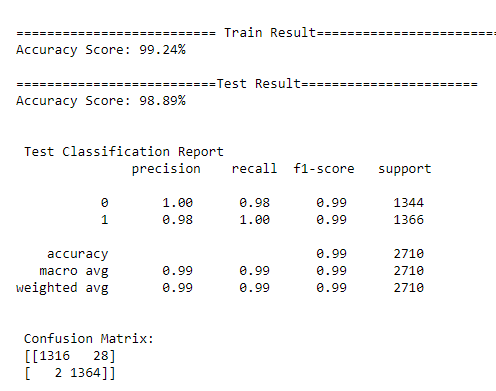 ========================= Train Result=======================
Accuracy Score: 99.24%
=========================Test Result======================
Accuracy Score: 98.89%
Test Classification Report
precision recall f1-score support
0 1.00 0.98 0.99 1344
1 0.98 1.00 0.99 1366
accuracy 0.99 2710
macro avg 0.99 0.99 0.99 2710
weighted avg 0.99 0.99 0.99 2710
Confusion Matrix:
[[1316 28]
[ 2 1364]]